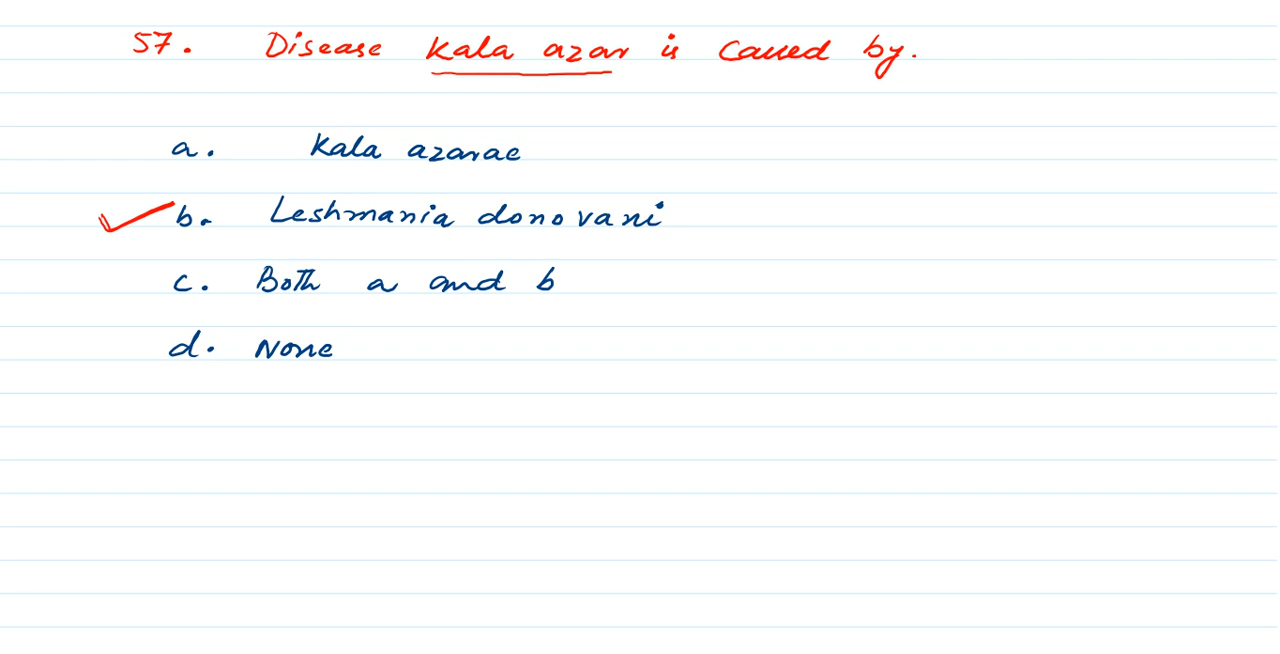 57. Disease Kala azar is caused by.
a. Kala azarae
b. Leshmania donovani
c. Both a and b
d. None